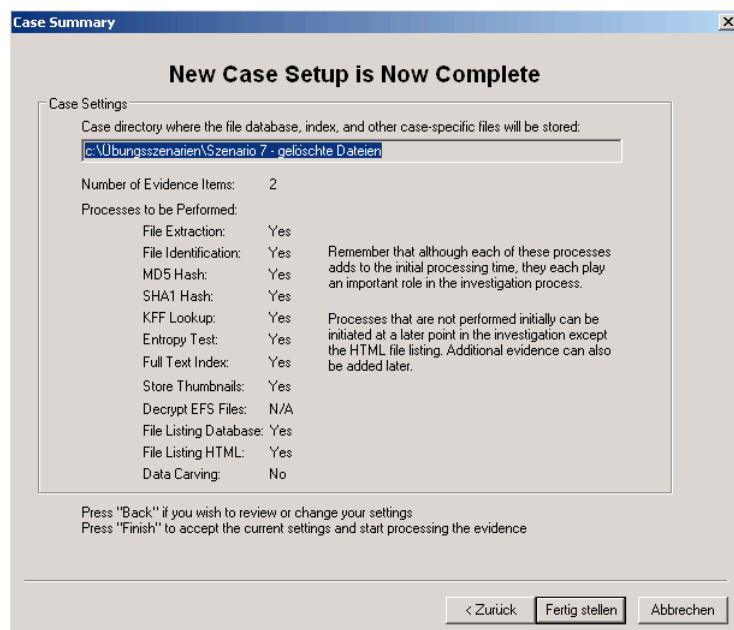 Case Summary
New Case Setup is Now Complete
Case Settings
Case directory where the file database, index, and other case-specific files will be stored:
c:\Übungsszenarien\Szenario 7 - gelöschte Dateien
Number of Evidence Items: 2
Processes to be Performed:
File Extraction: Yes
File Identification: Yes
MD5 Hash: Yes
SHA1 Hash: Yes
KFF Lookup: Yes
Entropy Test: Yes
Full Text Index: Yes
Store Thumbnails: Yes
Decrypt EFS Files: N/A
File Listing Database: Yes
File Listing HTML: Yes
Data Carving: No
Remember that although each of these processes
adds to the initial processing time, they each play
an important role in the investigation process.
Processes that are not performed initially can be
initiated at a later point in the investigation except
the HTML file listing. Additional evidence can also
be added later.
Press "Back" if you wish to review or change your settings
Press "Finish" to accept the current settings and start processing the evidence
< Zurück
Fertig stellen
Abbrechen